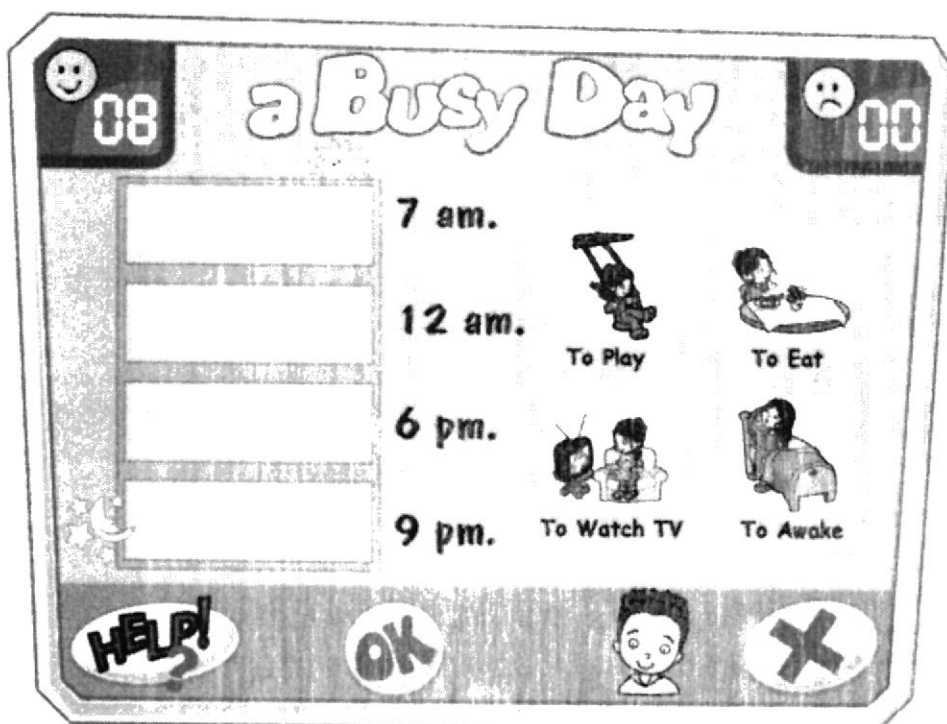 08
a Busy Day
00
7 am.
12 am.
6 pm.
9 pm.
To Play
To Eat
To Watch TV
To Awake
HELP!
?
OK